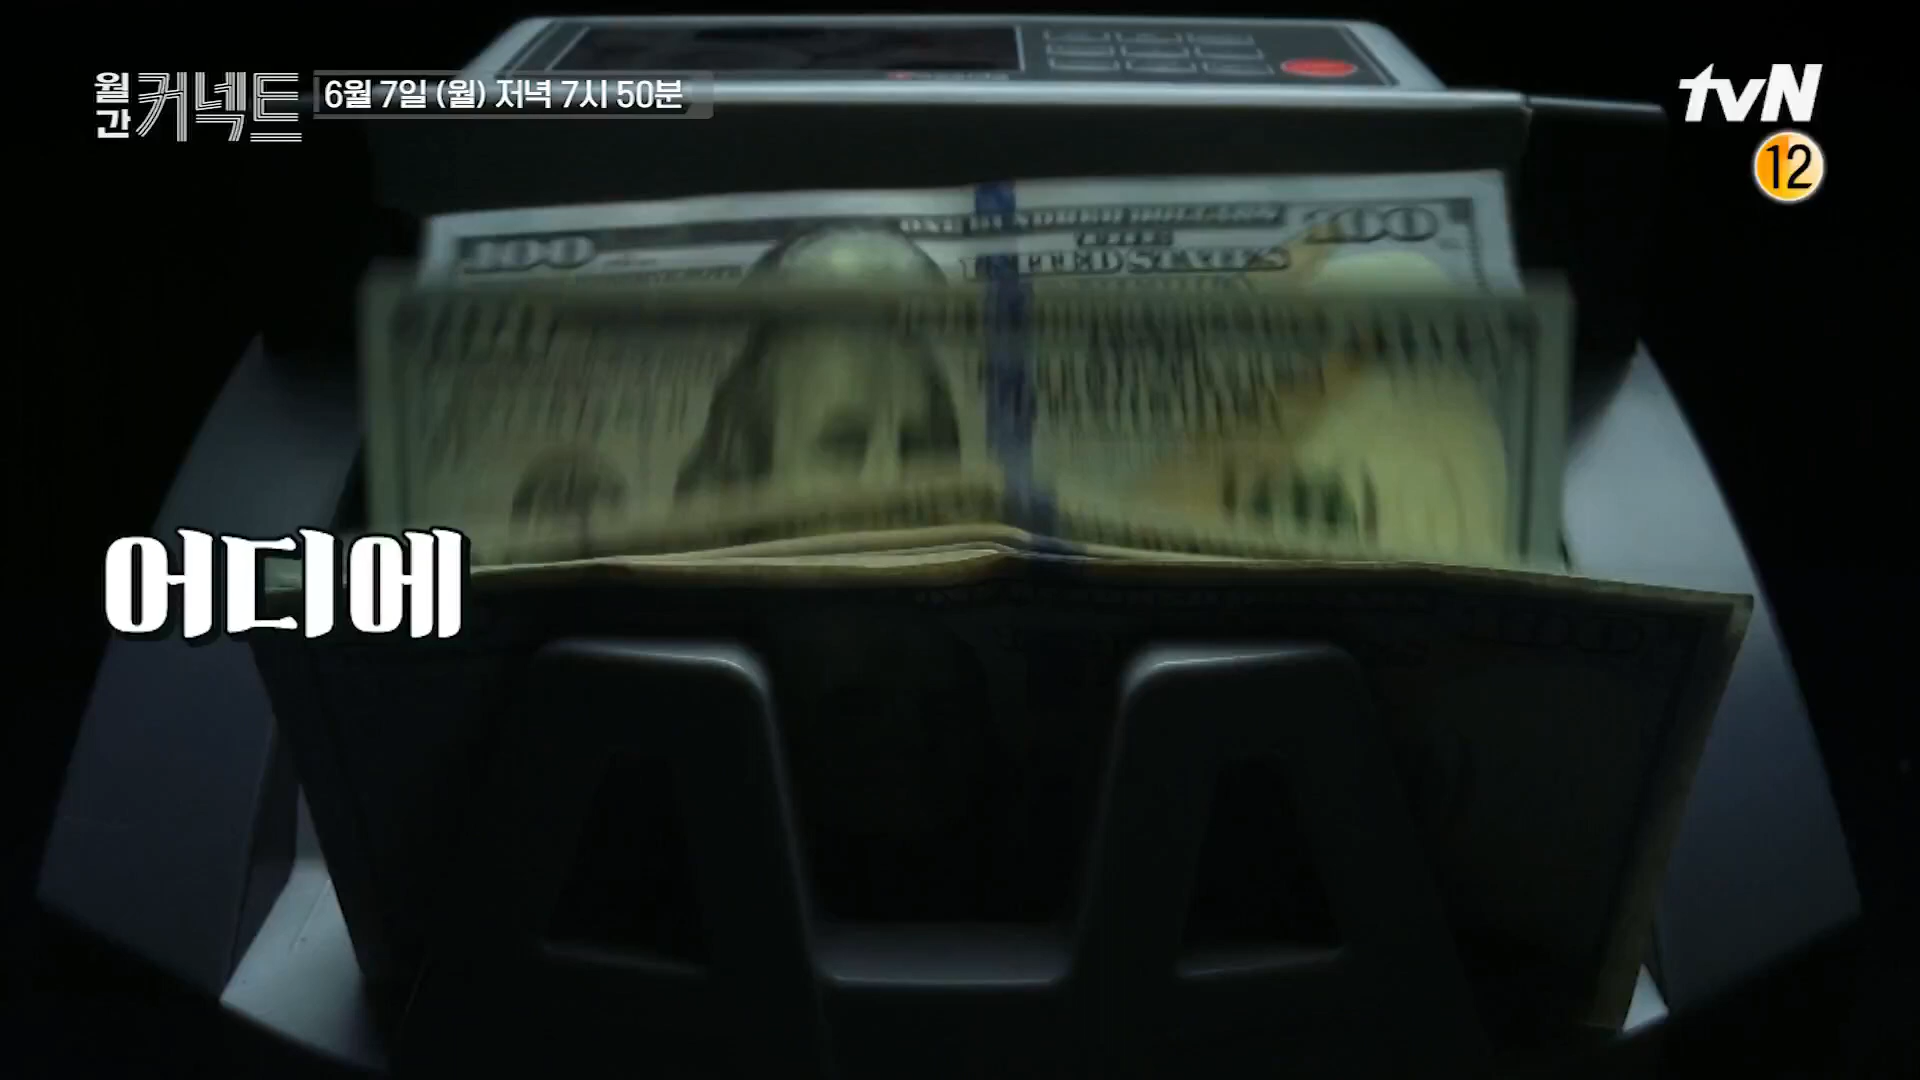 월간 커넥트
6월 7일 (월) 저녁 7시 50분
tvN
12
100
ONE HUNDRED DOLLARS
100
UNITED STATES
어디에